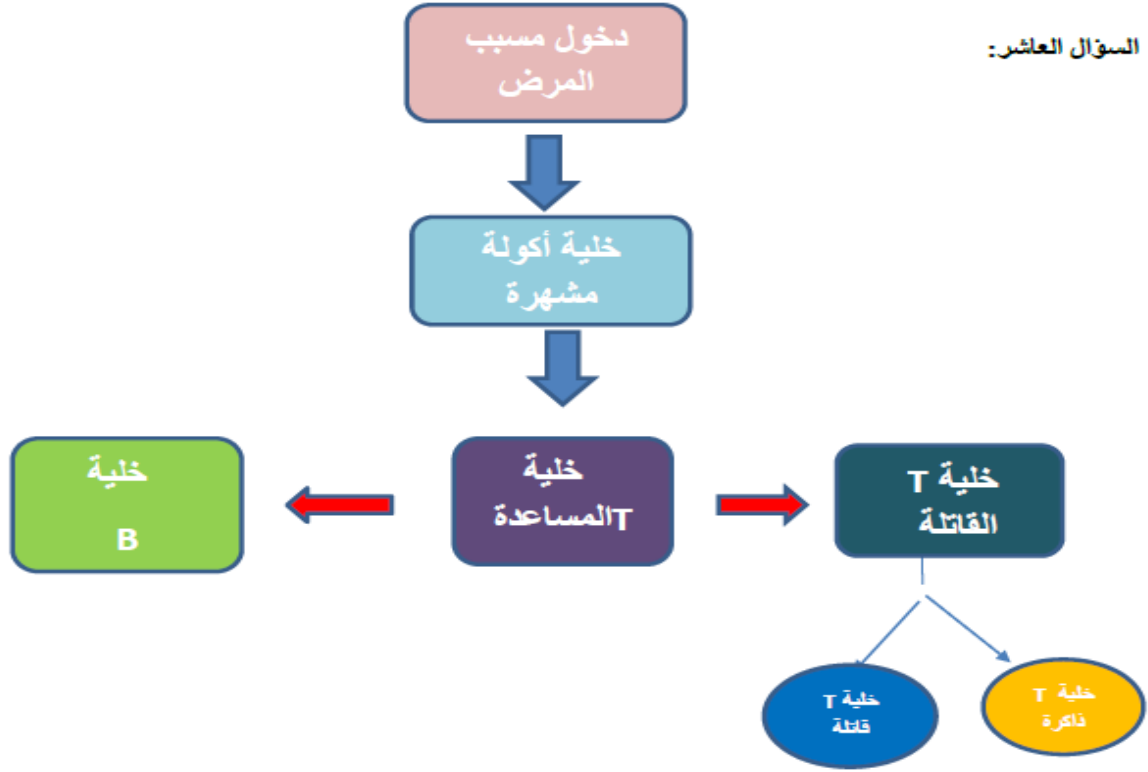 السؤال العاشر:
دخول مسبب
المرض
خلية أكولة
مشهرة
خلية T
القاتلة
خلية
Tالمساعدة
خلية
B
خلية T
ذاكرة
خلية T
قاتلة